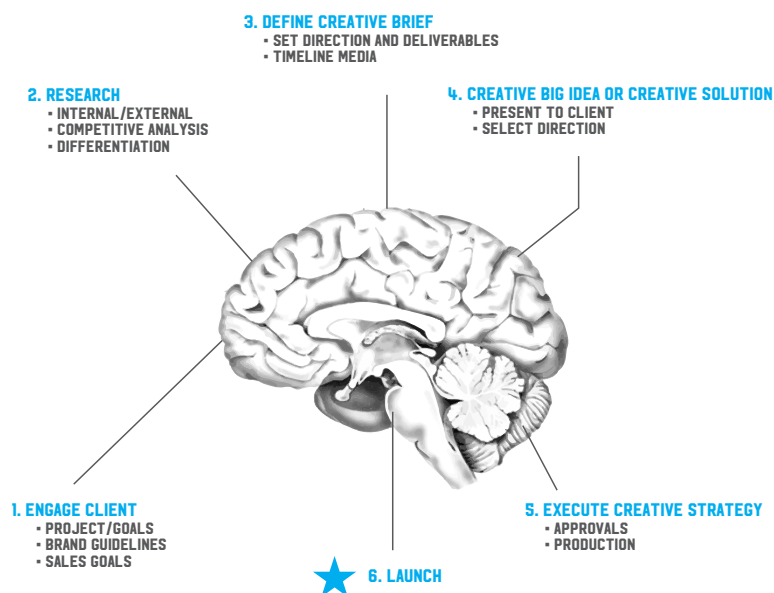 3. DEFINE CREATIVE BRIEF
▪ SET DIRECTION AND DELIVERABLES
▪ TIMELINE MEDIA
2. RESEARCH
▪ INTERNAL/EXTERNAL
▪ COMPETITIVE ANALYSIS
▪ DIFFERENTIATION
4. CREATIVE BIG IDEA OR CREATIVE SOLUTION
▪ PRESENT TO CLIENT
▪ SELECT DIRECTION
1. ENGAGE CLIENT
▪ PROJECT/GOALS
▪ BRAND GUIDELINES
▪ SALES GOALS
5. EXECUTE CREATIVE STRATEGY
▪ APPROVALS
▪ PRODUCTION
6. LAUNCH